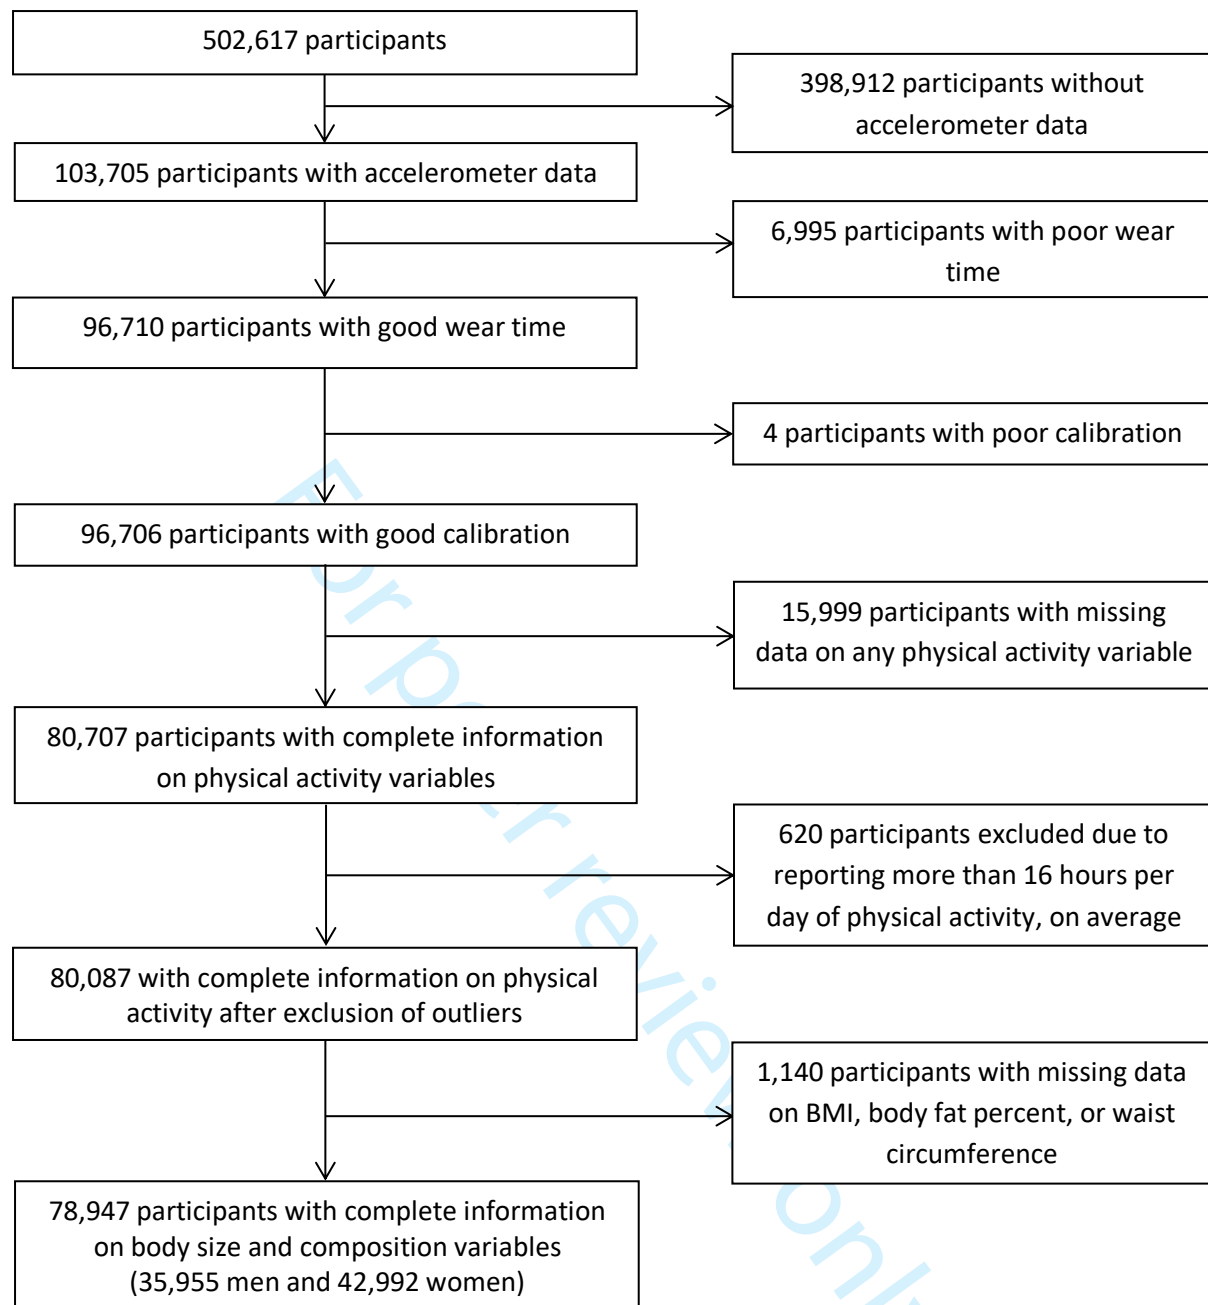 502,617 participants
398,912 participants without
accelerometer data
103,705 participants with accelerometer data
6,995 participants with poor wear
time
96,710 participants with good wear time
4 participants with poor calibration
96,706 participants with good calibration
15,999 participants with missing
data on any physical activity variable
80,707 participants with complete information
on physical activity variables
620 participants excluded due to
reporting more than 16 hours per
day of physical activity, on average
80,087 with complete information on physical
activity after exclusion of outliers
1,140 participants with missing data
on BMI, body fat percent, or waist
circumference
78,947 participants with complete information
on body size and composition variables
(35,955 men and 42,992 women)
For peer review only